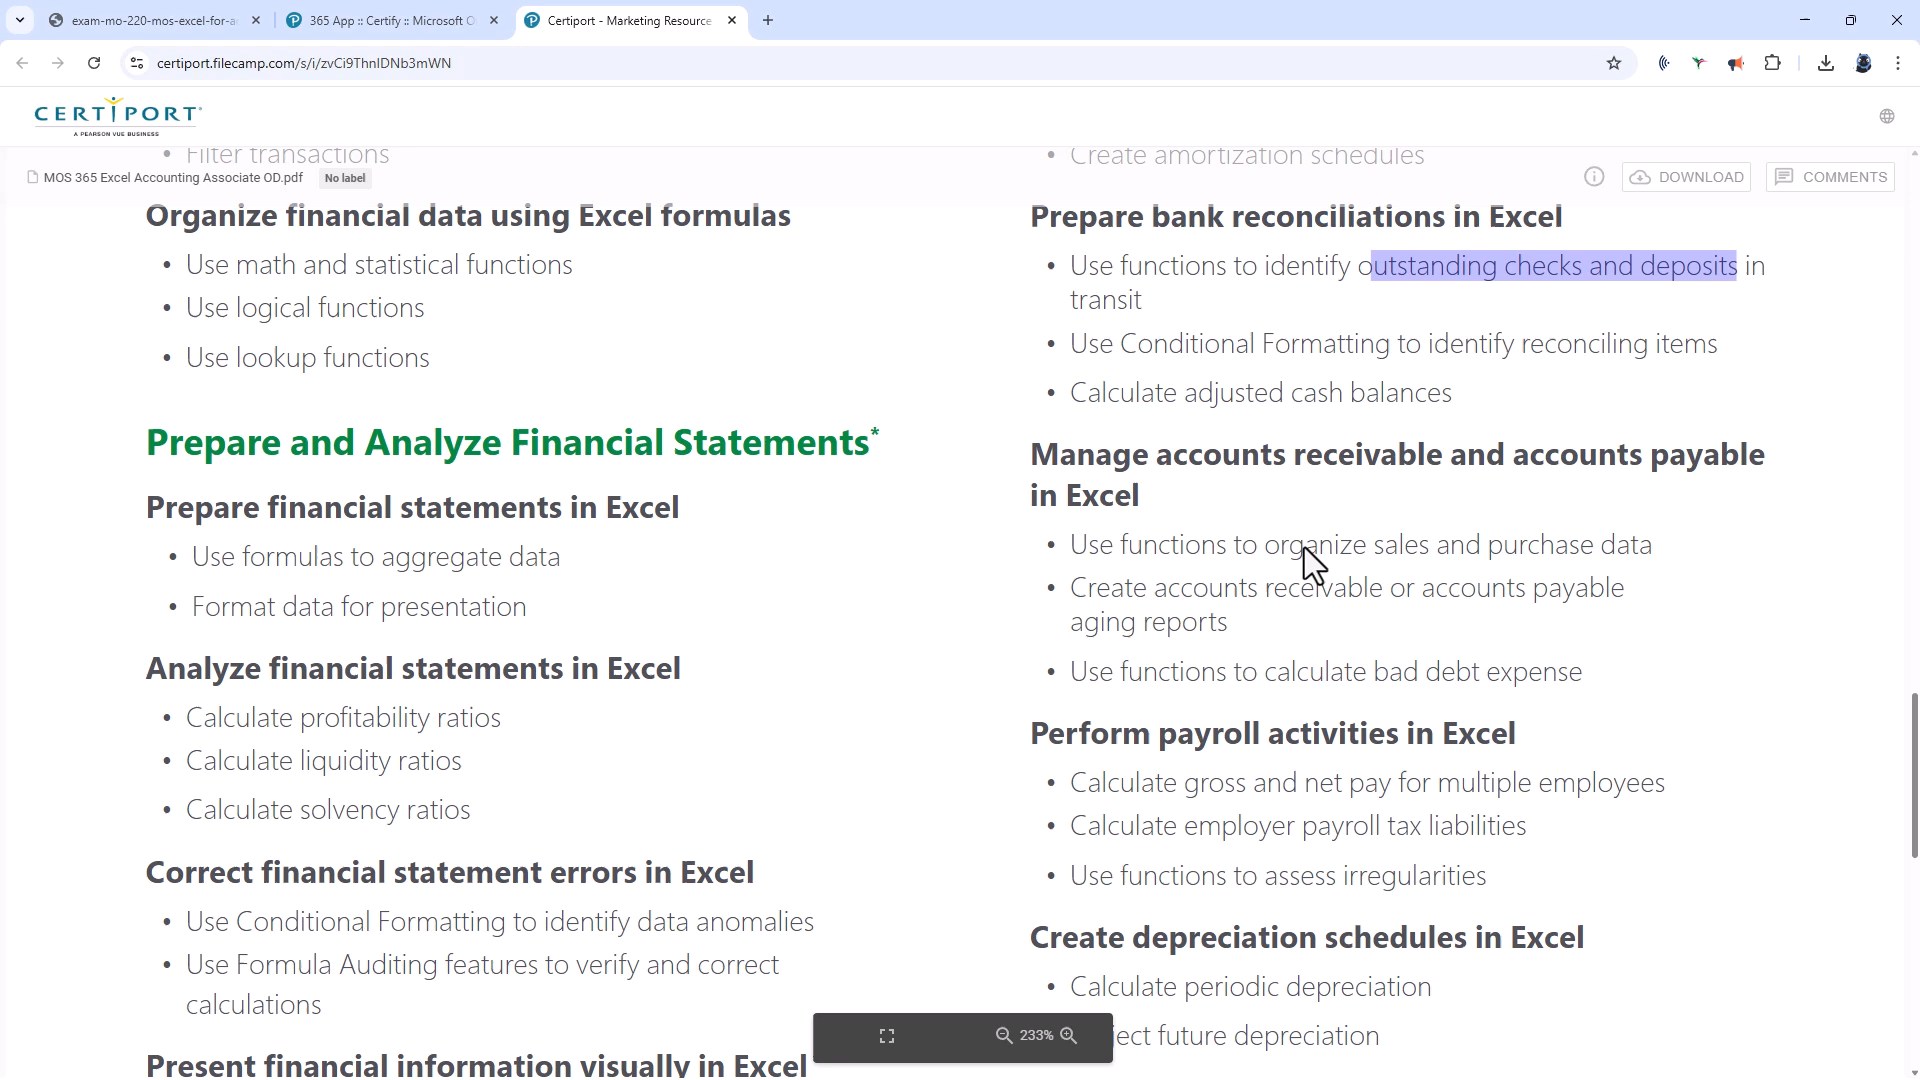 exam-mo-220-mos-excel-for-a
365 App :: Certify :: Microsoft O
Certiport - Marketing Resource
certiport.filecamp.com/s/i/zvCi9ThnIDNb3mWN
CERTIPORT
A PEARSON VUE BUSINESS
MOS 365 Excel Accounting Associate OD.pdf
No label
DOWNLOAD
COMMENTS
• Filter transactions
Organize financial data using Excel formulas
• Use math and statistical functions
• Use logical functions
• Use lookup functions
Prepare and Analyze Financial Statements*
Prepare financial statements in Excel
• Use formulas to aggregate data
• Format data for presentation
Analyze financial statements in Excel
• Calculate profitability ratios
• Calculate liquidity ratios
• Calculate solvency ratios
Correct financial statement errors in Excel
• Use Conditional Formatting to identify data anomalies
• Use Formula Auditing features to verify and correct
calculations
Present financial information visually in Excel
• Create amortization schedules
Prepare bank reconciliations in Excel
• Use functions to identify outstanding checks and deposits in
transit
• Use Conditional Formatting to identify reconciling items
• Calculate adjusted cash balances
Manage accounts receivable and accounts payable
in Excel
• Use functions to organize sales and purchase data
• Create accounts receivable or accounts payable
aging reports
• Use functions to calculate bad debt expense
Perform payroll activities in Excel
• Calculate gross and net pay for multiple employees
• Calculate employer payroll tax liabilities
• Use functions to assess irregularities
Create depreciation schedules in Excel
• Calculate periodic depreciation
ject future depreciation
233%